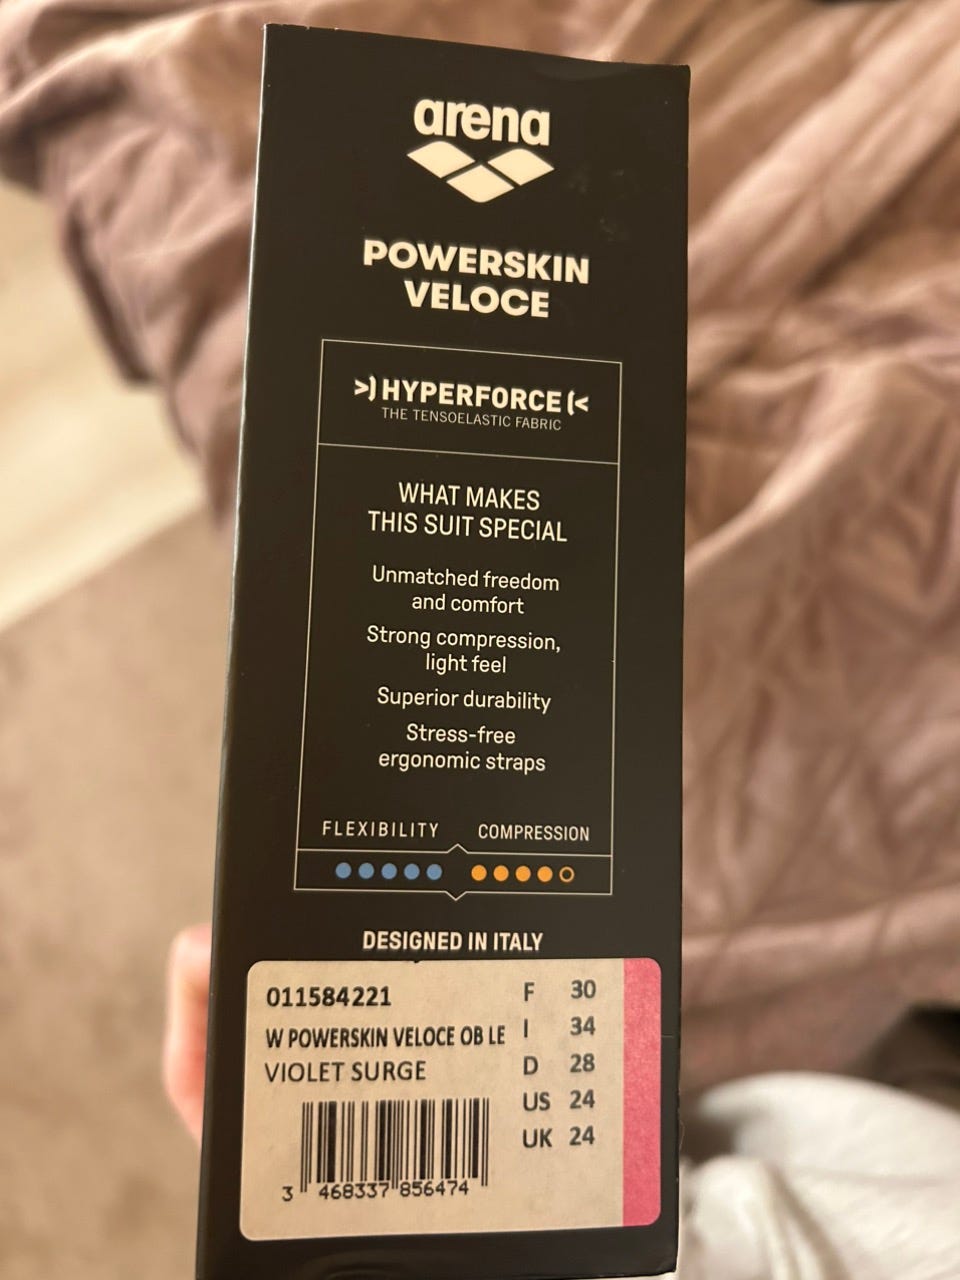 arena
POWERSKIN
VELOCE
>) HYPERFORCE (<
THE TENSOELASTIC FABRIC
WHAT MAKES
THIS SUIT SPECIAL
Unmatched freedom
and comfort
Strong compression,
light feel
Superior durability
Stress-free
ergonomic straps
FLEXIBILITY COMPRESSION
DESIGNED IN ITALY
011584221
W POWERSKIN VELOCE OB LE
VIOLET SURGE
3 468337 856474
F 30
I 34
D 28
US 24
UK 24